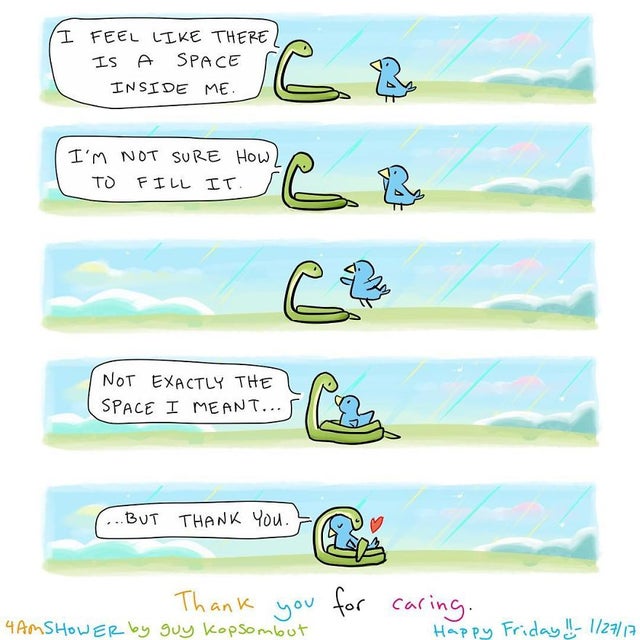 I FEEL LIKE THERE
IS A SPACE
INSIDE ME.
I'M NOT SURE HOW
TO FILL IT.
NOT EXACTLY THE
SPACE I MEANT...
...BUT THANK YOU.
Thank you for caring.
4AMSHOWER by guy kopsombut
Happy Friday!!- 1/27/17